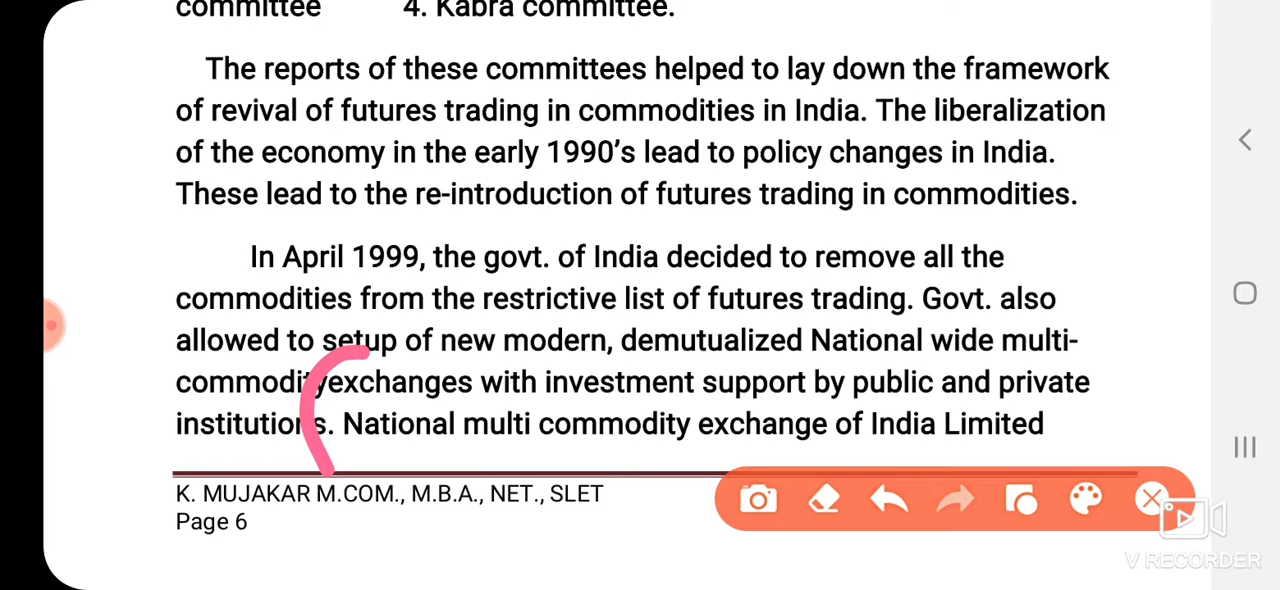 committee 4. Kabra committee.
The reports of these committees helped to lay down the framework
of revival of futures trading in commodities in India. The liberalization
of the economy in the early 1990’s lead to policy changes in India.
These lead to the re-introduction of futures trading in commodities.
In April 1999, the govt. of India decided to remove all the
commodities from the restrictive list of futures trading. Govt. also
allowed to setup of new modern, demutualized National wide multi-
commodityexchanges with investment support by public and private
institutions. National multi commodity exchange of India Limited
K. MUJAKAR M.COM., M.B.A., NET., SLET
Page 6
V RECORDER